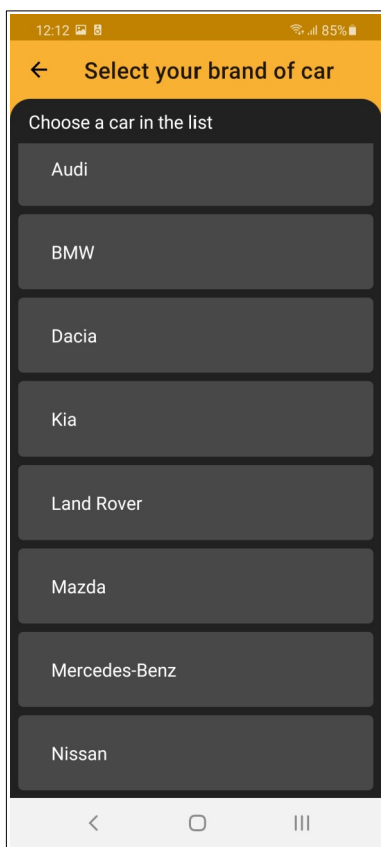 12:12 85%
Select your brand of car
Choose a car in the list
Audi
BMW
Dacia
Kia
Land Rover
Mazda
Mercedes-Benz
Nissan